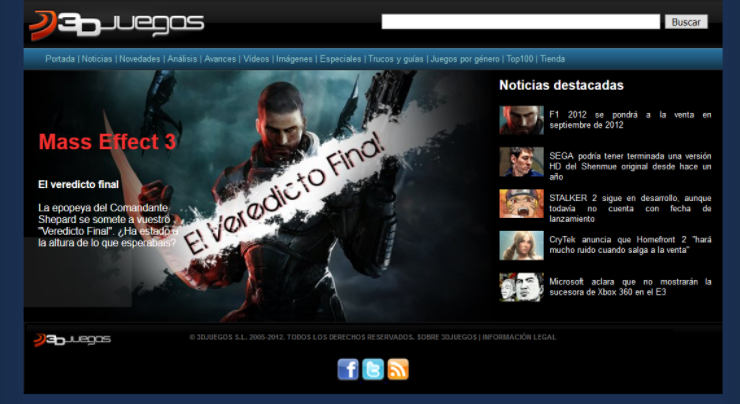 3DJUEGOS
Buscar
Portada | Noticias | Novedades | Análisis | Avances | Vídeos | Imágenes | Especiales | Trucos y guías | Juegos por género | Top100 | Tienda
Mass Effect 3
El veredicto final
La epopeya del Comandante
Shepard se somete a vuestro
"Veredicto Final". ¿Ha estado a
la altura de lo que esperabais?
El Veredicto Final
Noticias destacadas
F1 2012 se pondrá a la venta en
septiembre de 2012
SEGA podría tener terminada una versión
HD del Shenmue original desde hace un
año
STALKER 2 sigue en desarrollo, aunque
todavía no cuenta con fecha de
lanzamiento
CryTek anuncia que Homefront 2 "hará
mucho ruido cuando salga a la venta"
Microsoft aclara que no mostrarán la
sucesora de Xbox 360 en el E3
3DJUEGOS
© 3DJUEGOS S.L. 2005-2012. TODOS LOS DERECHOS RESERVADOS. SOBRE 3DJUEGOS | INFORMACIÓN LEGAL